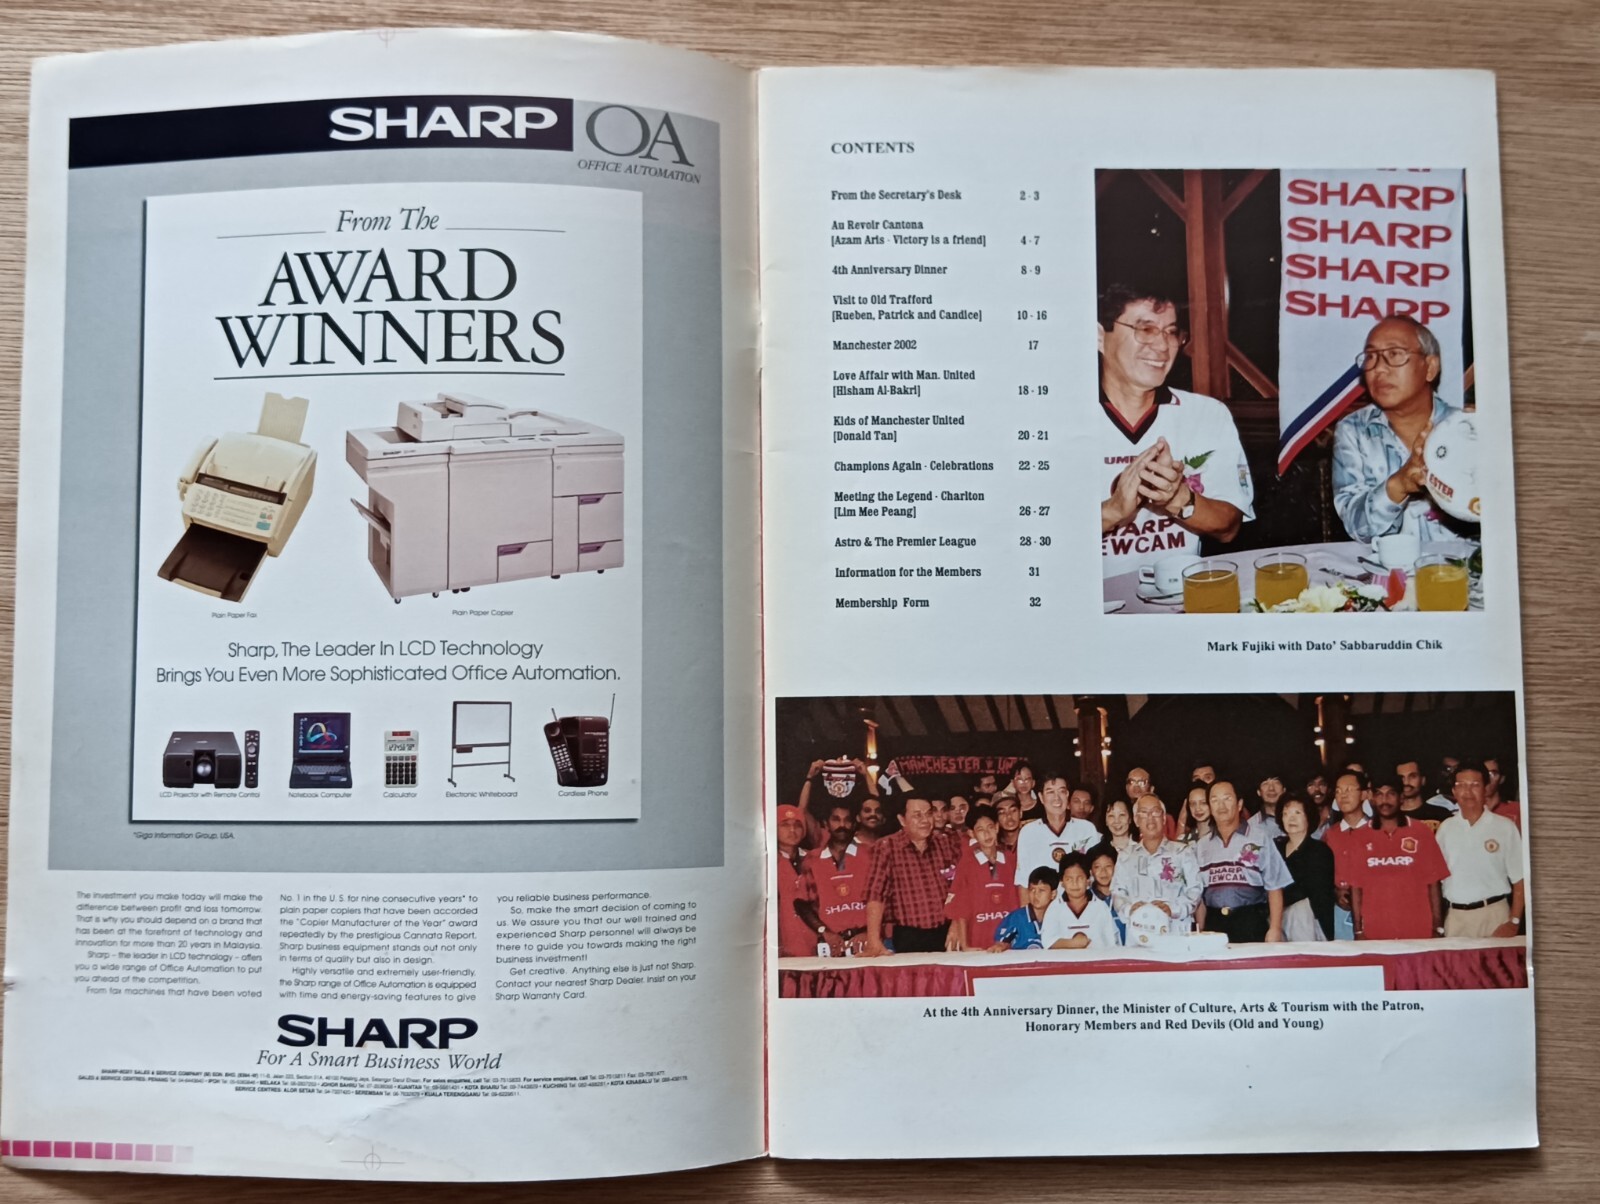 SHARP
OA
OFFICE AUTOMATION
From The
AWARD
WINNERS
Plain Paper Fax
Plain Paper Copier
Sharp, The Leader In LCD Technology
Brings You Even More Sophisticated Office Automation.
LCD Projector with Remote Control
Notebook Computer
Calculator
Electronic Whiteboard
Cordless Phone
*Giga Information Group, USA.
The investment you make today will make the
difference between profit and loss tomorrow.
That is why you should depend on a brand that
has been at the forefront of technology and
innovation for more than 20 years in Malaysia.
Sharp - the leader in LCD technology - offers
you a wide range of Office Automation to put
you ahead of the competition.
From fax machines that have been voted
No. 1 in the U.S. for nine consecutive years* to
plain paper copiers that have been accorded
the "Copier Manufacturer of the Year" award
repeatedly by the prestigious Cannata Report,
Sharp business equipment stands out not only
in terms of quality but also in design.
Highly versatile and extremely user-friendly,
the Sharp range of Office Automation is equipped
with time and energy-saving features to give
you reliable business performance.
So, make the smart decision of coming to
us. We assure you that our well trained and
experienced Sharp personnel will always be
there to guide you towards making the right
business investment!
Get creative. Anything else is just not Sharp.
Contact your nearest Sharp Dealer. Insist on your
Sharp Warranty Card.
SHARP
For A Smart Business World
CONTENTS
From the Secretary's Desk 2 - 3
Au Revoir Cantona
[Azam Aris - Victory is a friend] 4 - 7
4th Anniversary Dinner 8 - 9
Visit to Old Trafford
[Rueben, Patrick and Candice] 10 - 16
Manchester 2002 17
Love Affair with Man. United
[Hisham Al-Bakri] 18 - 19
Kids of Manchester United
[Donald Tan] 20 - 21
Champions Again - Celebrations 22 - 25
Meeting the Legend - Charlton
[Lim Mee Peang] 26 - 27
Astro & The Premier League 28 - 30
Information for the Members 31
Membership Form 32
SHARP
SHARP
SHARP
SHARP
UMB
HARP
EWCAM
ESTER
Mark Fujiki with Dato' Sabbaruddin Chik
MANCHESTER UNI
SHARP
SHA
SHARP
EWCAM
SHARP
At the 4th Anniversary Dinner, the Minister of Culture, Arts & Tourism with the Patron,
Honorary Members and Red Devils (Old and Young)